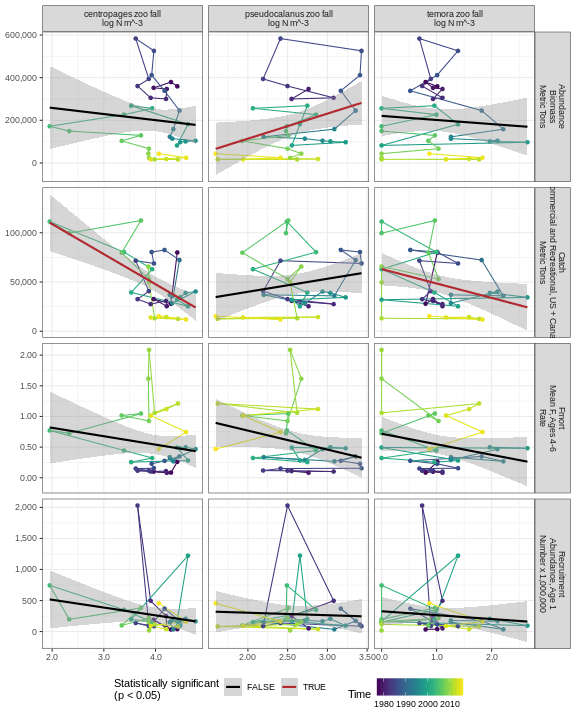 centropages zoo fall
log N m^-3
pseudocalanus zoo fall
log N m^-3
temora zoo fall
log N m^-3
600,000
400,000
200,000
0
Abundance
Biomass
Metric Tons
100,000
50,000
0
Catch
ommercial and Recreational, US + Cana
Metric Tons
2.00
1.50
1.00
0.50
0.00
Fmort
Mean F, Ages 4-6
Rate
2,000
1,500
1,000
500
0
Recruitment
Abundance, Age 1
Number x 1,000,000
2.0 3.0 4.0
2.00 2.50 3.00 3.50
0.0 1.0 2.0
Statistically significant
(p < 0.05)
FALSE TRUE
Time
1980 1990 2000 2010